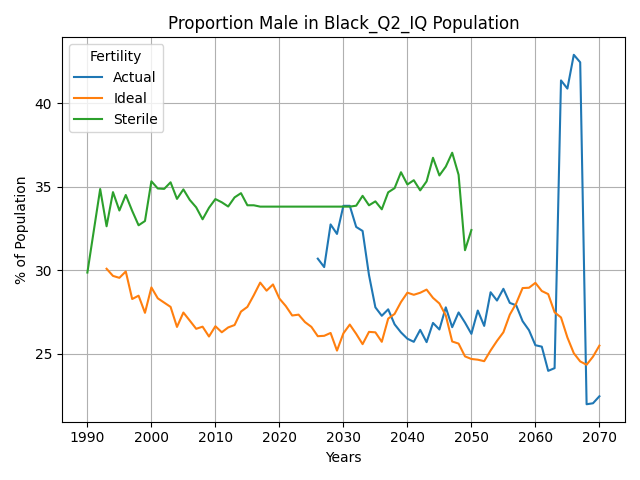 Proportion Male in Black_Q2_IQ Population
Fertility
Actual
Ideal
Sterile
% of Population
40
35
30
25
1990 2000 2010 2020 2030 2040 2050 2060 2070
Years